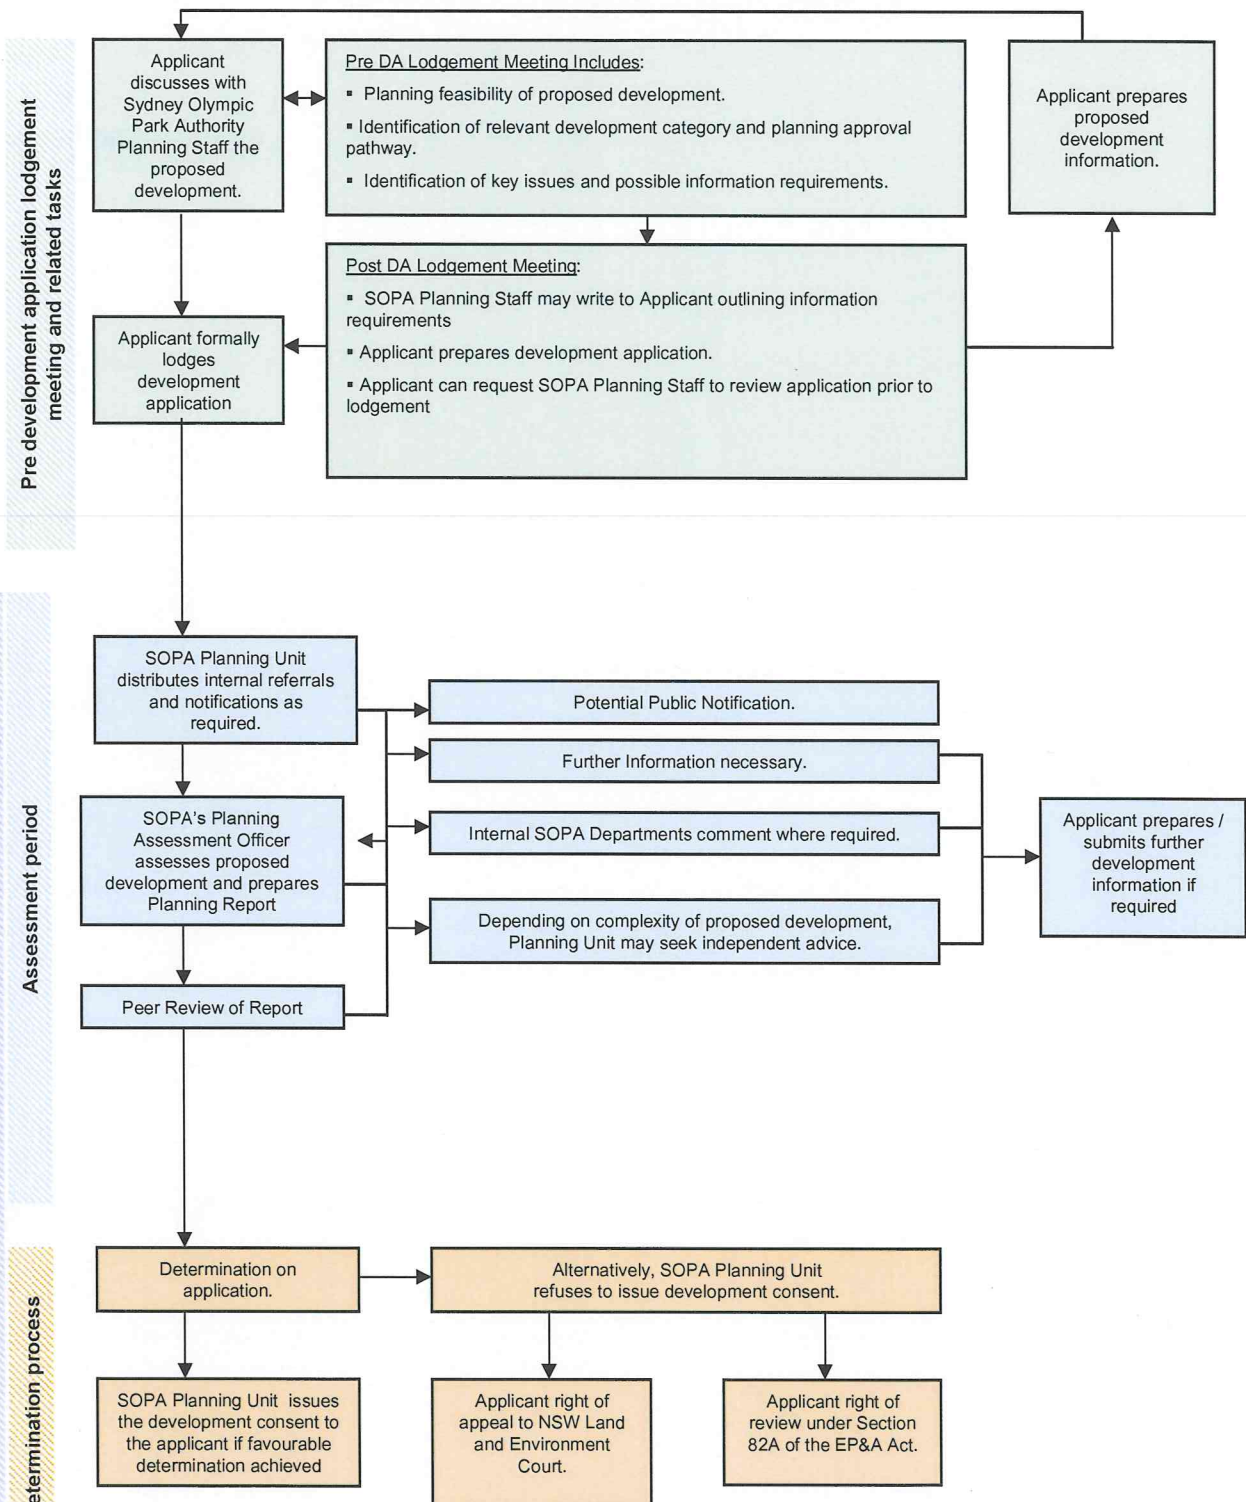 Pre development application lodgement
meeting and related tasks
Applicant
discusses with
Sydney Olympic
Park Authority
Planning Staff the
proposed
development.
Pre DA Lodgement Meeting Includes:
▪ Planning feasibility of proposed development.
▪ Identification of relevant development category and planning approval
pathway.
▪ Identification of key issues and possible information requirements.
Applicant prepares
proposed
development
information.
Post DA Lodgement Meeting:
▪ SOPA Planning Staff may write to Applicant outlining information
requirements
▪ Applicant prepares development application.
▪ Applicant can request SOPA Planning Staff to review application prior to
lodgement
Applicant formally
lodges
development
application
Assessment period
SOPA Planning Unit
distributes internal referrals
and notifications as
required.
Potential Public Notification.
Further Information necessary.
SOPA's Planning
Assessment Officer
assesses proposed
development and prepares
Planning Report
Internal SOPA Departments comment where required.
Depending on complexity of proposed development,
Planning Unit may seek independent advice.
Applicant prepares /
submits further
development
information if
required
Peer Review of Report
etermination process
Determination on
application.
Alternatively, SOPA Planning Unit
refuses to issue development consent.
SOPA Planning Unit issues
the development consent to
the applicant if favourable
determination achieved
Applicant right of
appeal to NSW Land
and Environment
Court.
Applicant right of
review under Section
82A of the EP&A Act.